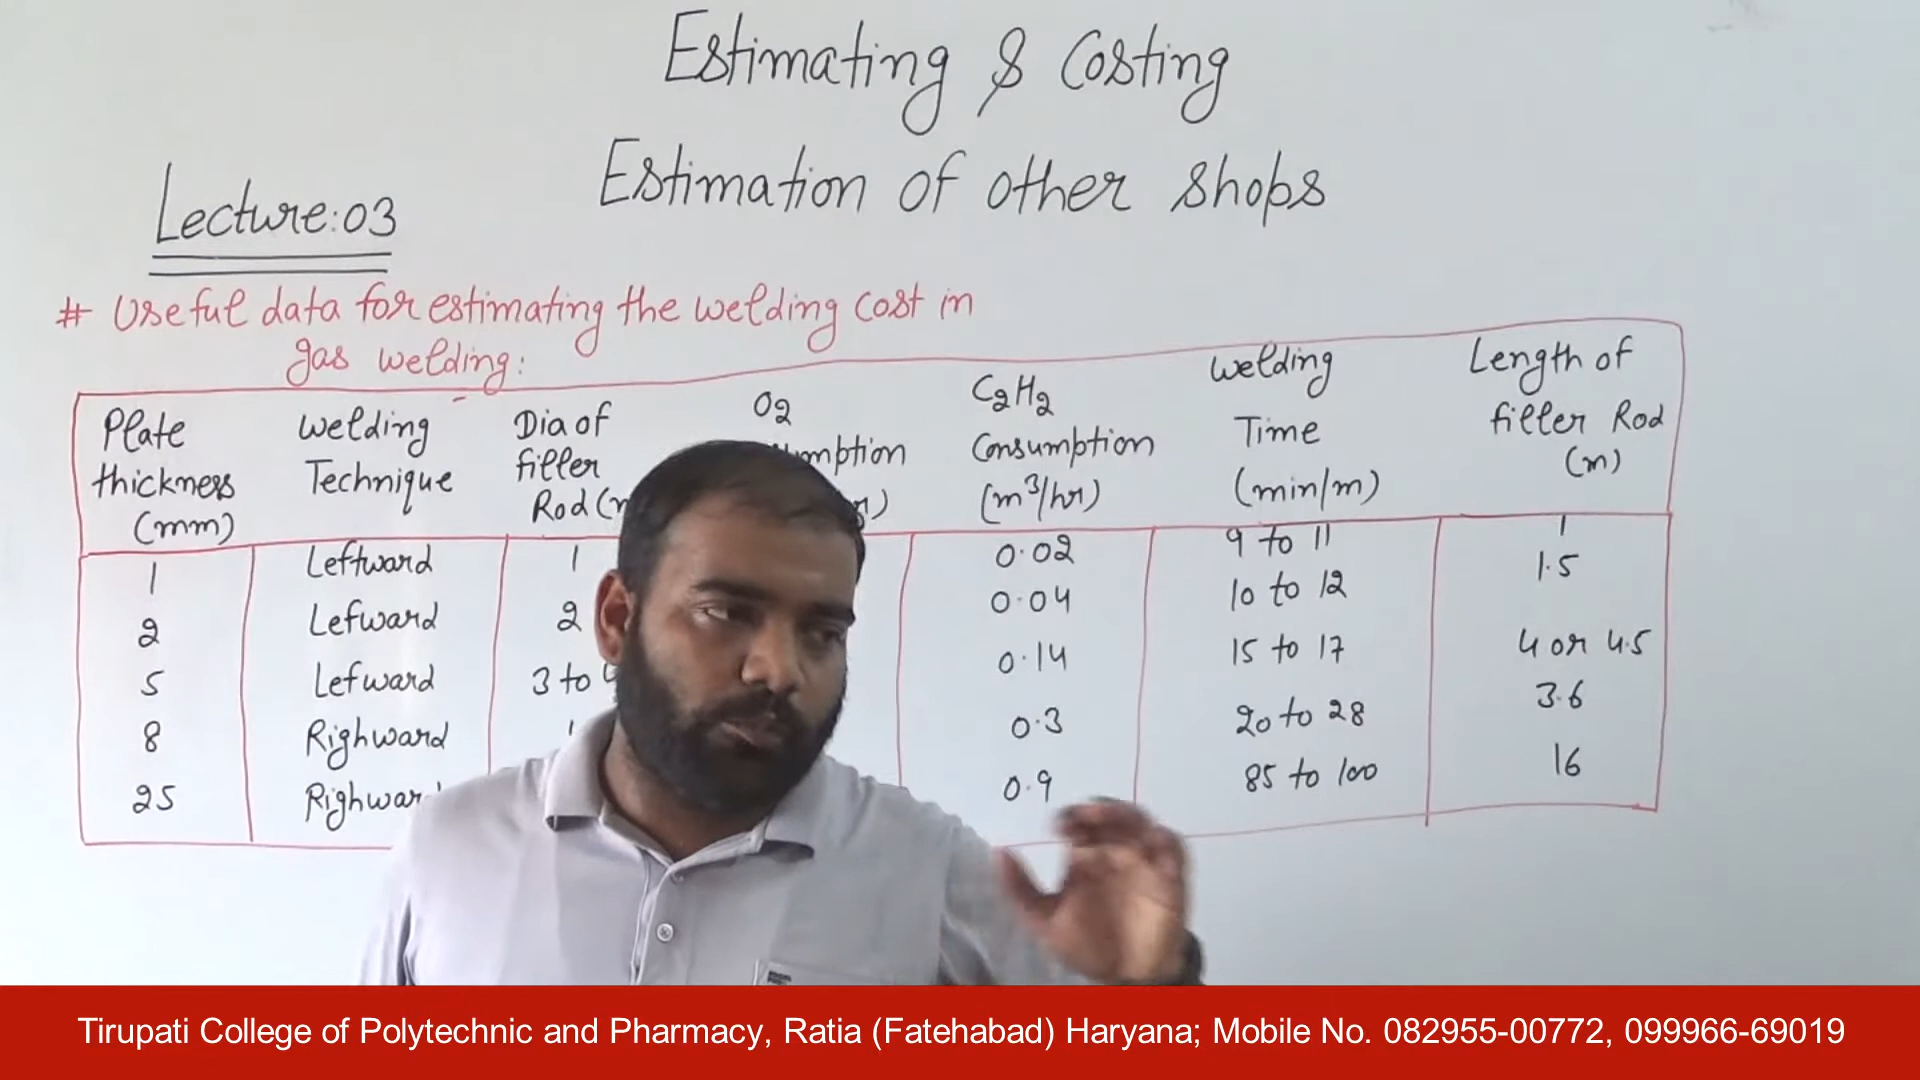 Estimating & Costing
Estimation of other shops
Lecture:03
# Useful data for estimating the welding cost in
gas welding:
Plate thickness (mm)
Welding Technique
Dia of filler Rod
O2
C2H2 Consumption (m3/hr)
Welding Time (min/m)
Length of filler Rod (m)
1 Leftward 1 0.02 9 to 11 1
2 Lefward 2 0.04 10 to 12 1.5
5 Lefward 3 to 0.14 15 to 17 4 or 4.5
8 Righward 0.3 20 to 28 3.6
25 0.9 85 to 100 16
Tirupati College of Polytechnic and Pharmacy, Ratia (Fatehabad) Haryana; Mobile No. 082955-00772, 099966-69019